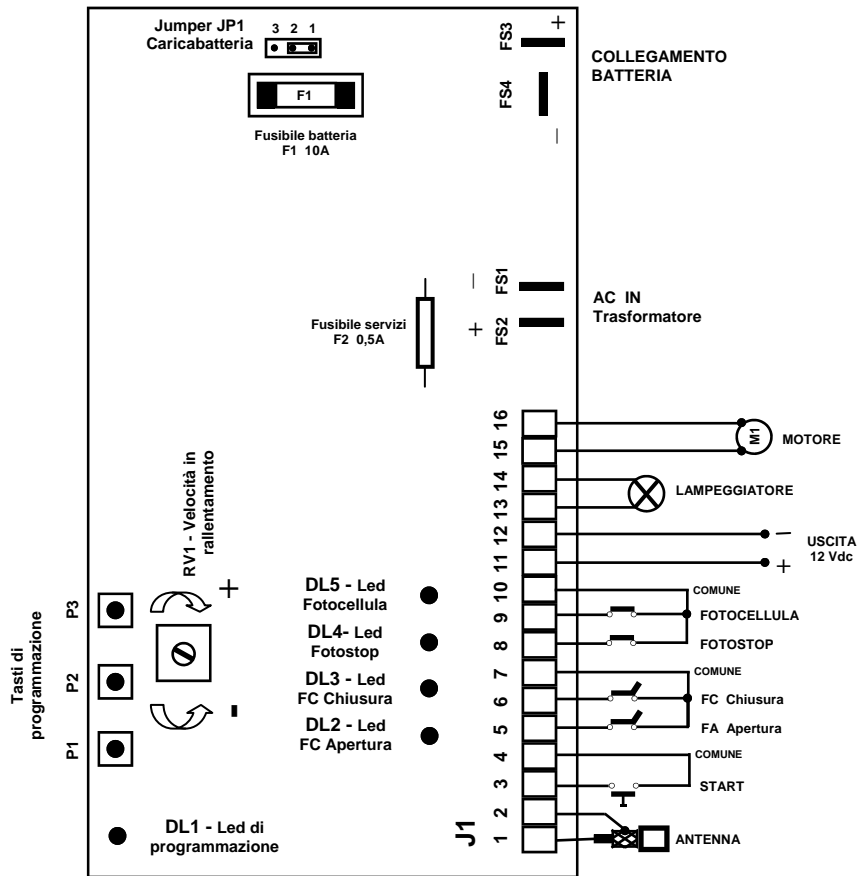 Jumper JP1
Caricabatteria
3 2 1
F1
Fusibile batteria
F1 10A
FS3
+
FS4
–
COLLEGAMENTO
BATTERIA
–
FS1
+
FS2
AC IN
Trasformatore
Fusibile servizi
F2 0,5A
16
15
14
13
12
11
10
9
8
7
6
5
4
3
2
1
J1
M1
MOTORE
LAMPEGGIATORE
–
+
USCITA
12 Vdc
COMUNE
FOTOCELLULA
FOTOSTOP
COMUNE
FC Chiusura
FA Apertura
COMUNE
START
ANTENNA
RV1 - Velocità in
rallentamento
+
-
Tasti di
programmazione
P3
P2
P1
DL5 - Led
Fotocellula
DL4- Led
Fotostop
DL3 - Led
FC Chiusura
DL2 - Led
FC Apertura
DL1 - Led di
programmazione